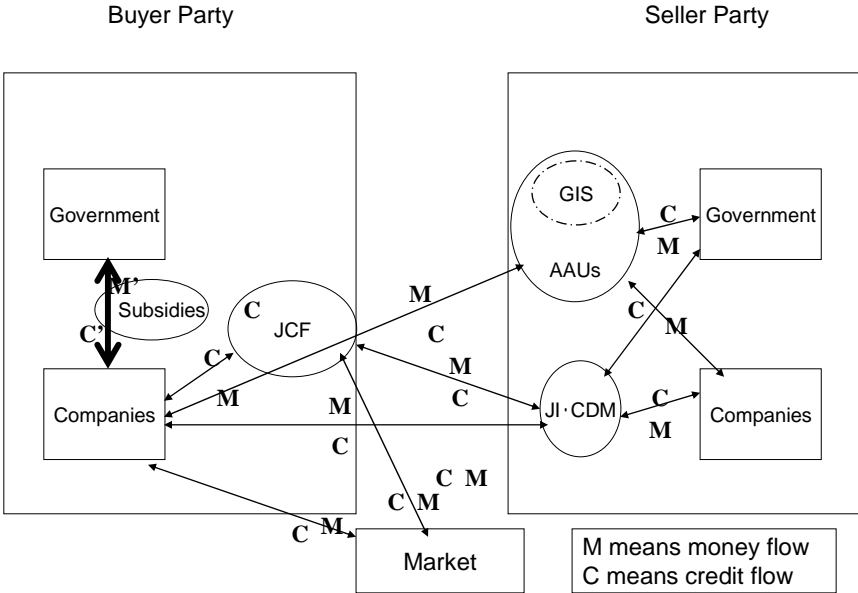 Buyer Party
Seller Party
GIS
Government
C
Government
M
AAUs
M’
Subsidies
M
C
C
M
C’
C
JCF
C
M
Companies
M
M
C
JI・CDM
C
M
Companies
C
C M
C M
C M
Market
M means money flow
C means credit flow